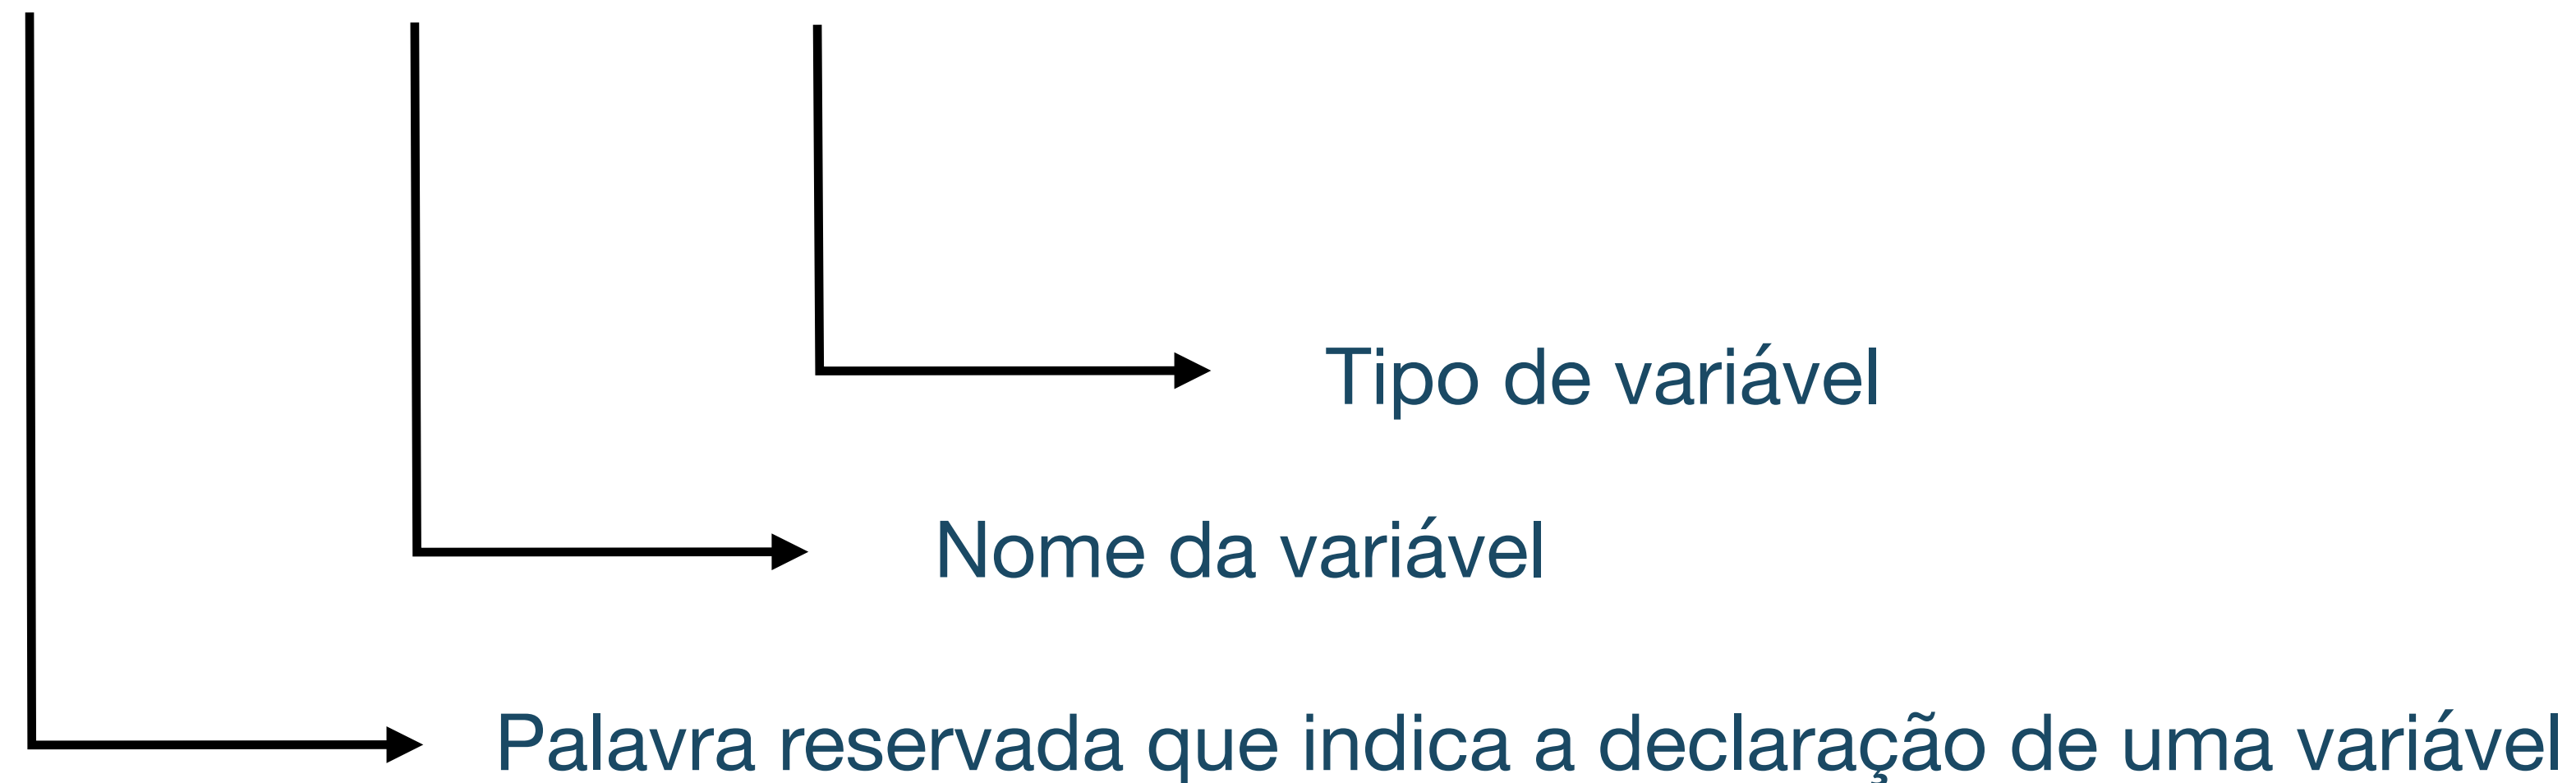 Tipo de variável
Nome da variável
Palavra reservada que indica a declaração de uma variável